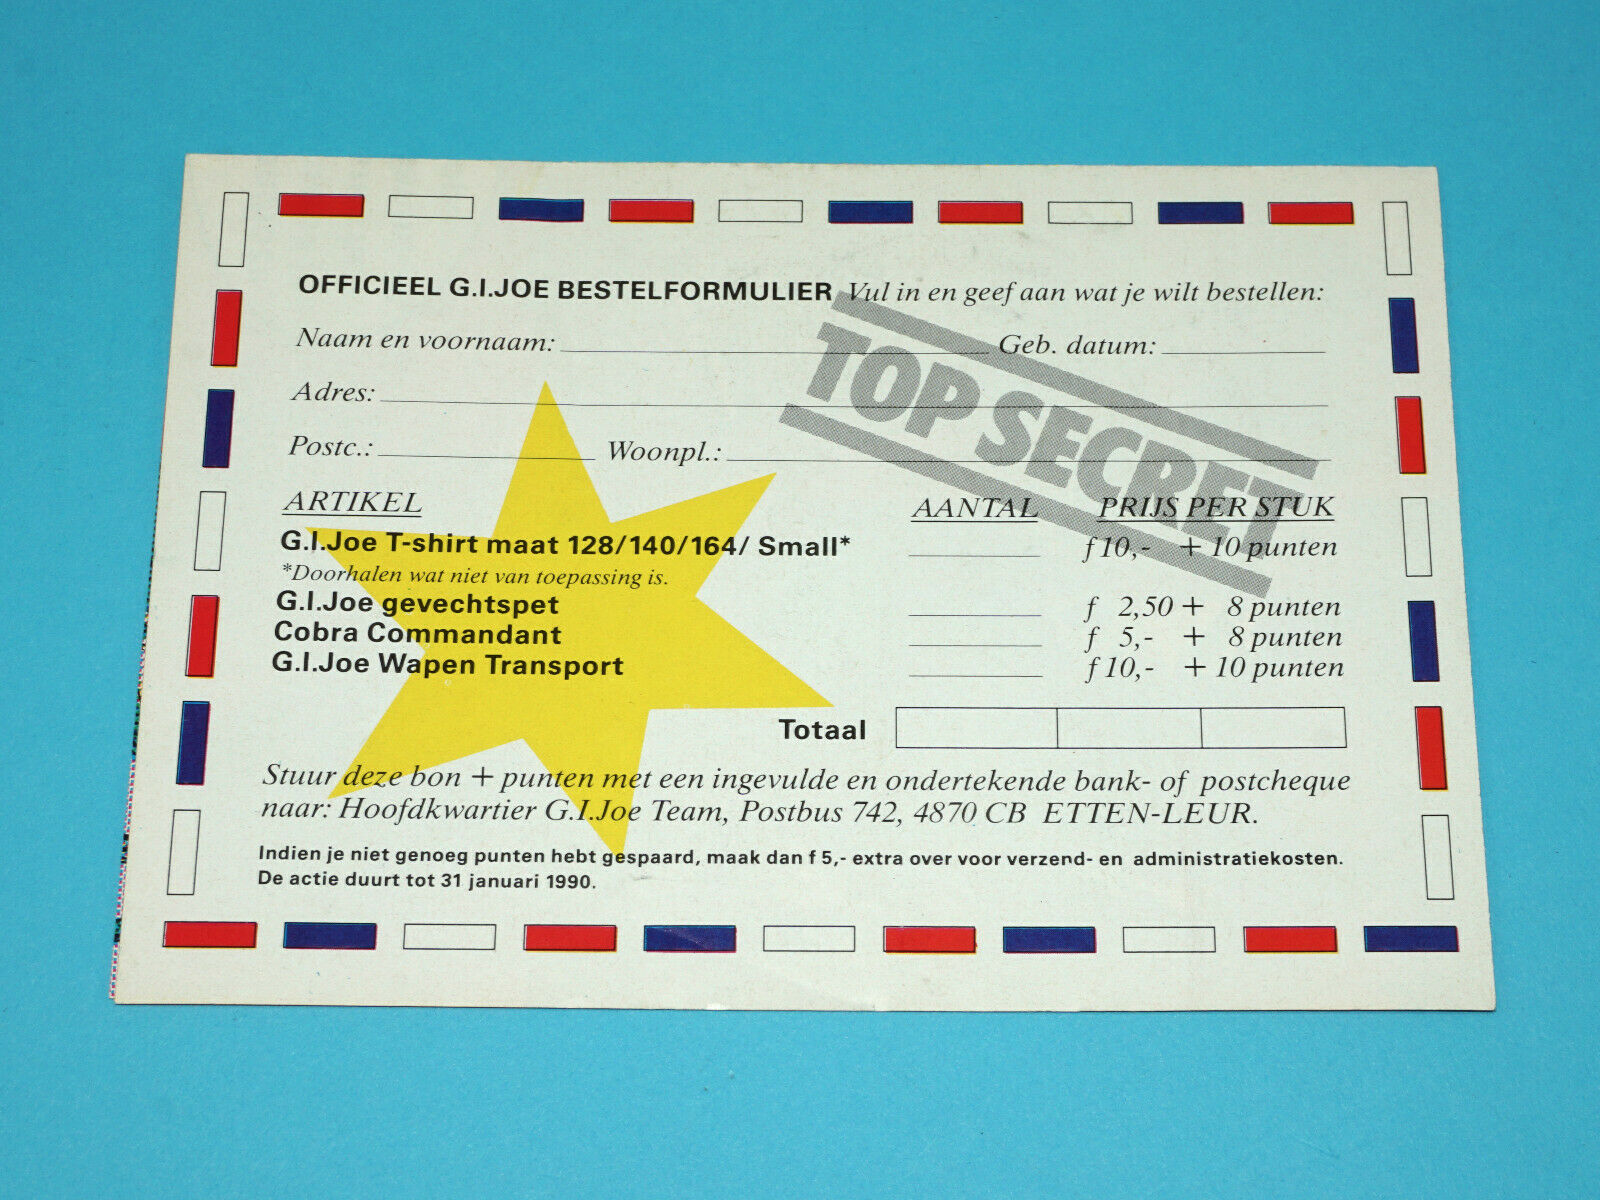 OFFICIEEL G.I.JOE BESTELFORMULIER Vul in en geef aan wat je wilt bestellen:
Naam en voornaam: Geb. datum:
Adres:
Postc.: Woonpl.:
TOP SECRET
ARTIKEL AANTAL PRIJS PER STUK
G.I.Joe T-shirt maat 128/140/164/ Small* f 10,- + 10 punten
*Doorhalen wat niet van toepassing is.
G.I.Joe gevechtspet f 2,50 + 8 punten
Cobra Commandant f 5,- + 8 punten
G.I.Joe Wapen Transport f 10,- + 10 punten
Totaal
Stuur deze bon + punten met een ingevulde en ondertekende bank- of postcheque
naar: Hoofdkwartier G.I.Joe Team, Postbus 742, 4870 CB ETTEN-LEUR.
Indien je niet genoeg punten hebt gespaard, maak dan f 5,- extra over voor verzend- en administratiekosten.
De actie duurt tot 31 januari 1990.